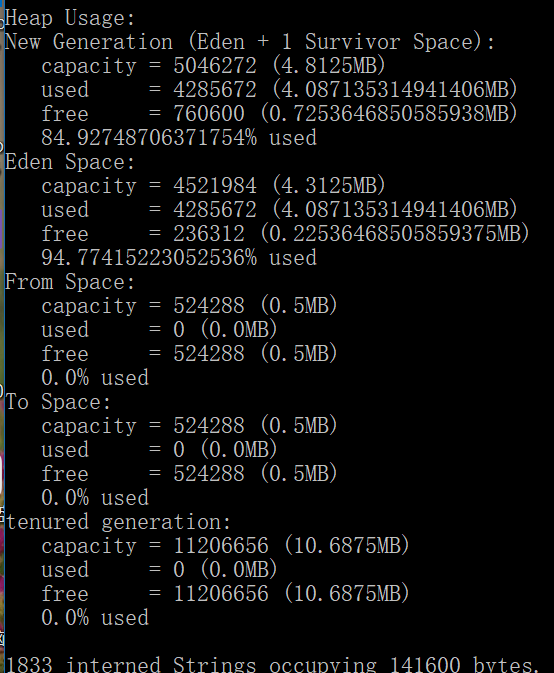 Heap Usage:
New Generation (Eden + 1 Survivor Space):
capacity = 5046272 (4.8125MB)
used     = 4285672 (4.087135314941406MB)
free     = 760600 (0.7253646850585938MB)
84.92748706371754% used
Eden Space:
capacity = 4521984 (4.3125MB)
used     = 4285672 (4.087135314941406MB)
free     = 236312 (0.22536468505859375MB)
94.77415223052536% used
From Space:
capacity = 524288 (0.5MB)
used     = 0 (0.0MB)
free     = 524288 (0.5MB)
0.0% used
To Space:
capacity = 524288 (0.5MB)
used     = 0 (0.0MB)
free     = 524288 (0.5MB)
0.0% used
tenured generation:
capacity = 11206656 (10.6875MB)
used     = 0 (0.0MB)
free     = 11206656 (10.6875MB)
0.0% used
1833 interned Strings occupying 141600 bytes.